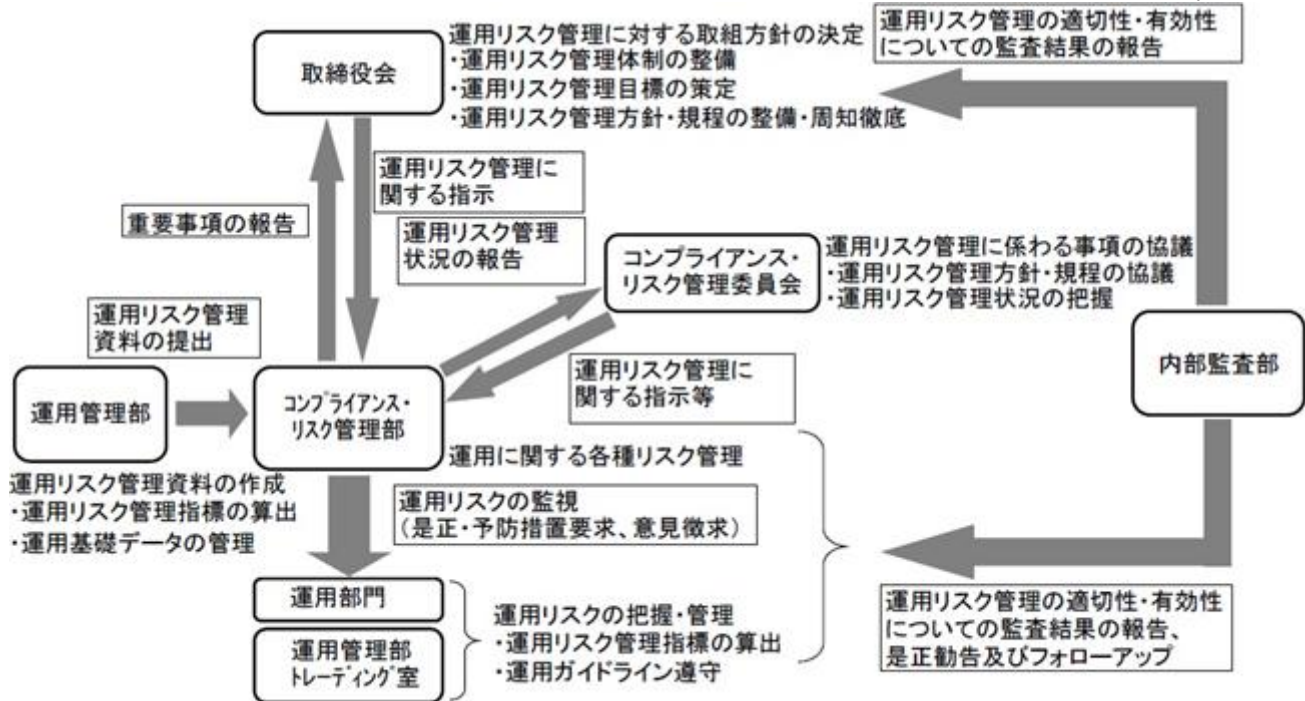 運用リスク管理に対する取組方針の決定
・運用リスク管理体制の整備
・運用リスク管理目標の策定
・運用リスク管理方針・規程の整備・周知徹底
運用リスク管理の適切性・有効性
についての監査結果の報告
取締役会
運用リスク管理に
関する指示
重要事項の報告
運用リスク管理
状況の報告
コンプライアンス・
リスク管理委員会
運用リスク管理に係わる事項の協議
・運用リスク管理方針・規程の協議
・運用リスク管理状況の把握
運用リスク管理
資料の提出
内部監査部
運用管理部
コンプライアンス・
リスク管理部
運用リスク管理に
関する指示等
運用に関する各種リスク管理
運用リスク管理資料の作成
・運用リスク管理指標の算出
・運用基礎データの管理
運用リスクの監視
(是正・予防措置要求、意見徴求)
運用部門
運用管理部
トレーディング室
運用リスクの把握・管理
・運用リスク管理指標の算出
・運用ガイドライン遵守
運用リスク管理の適切性・有効性
についての監査結果の報告、
是正勧告及びフォローアップ